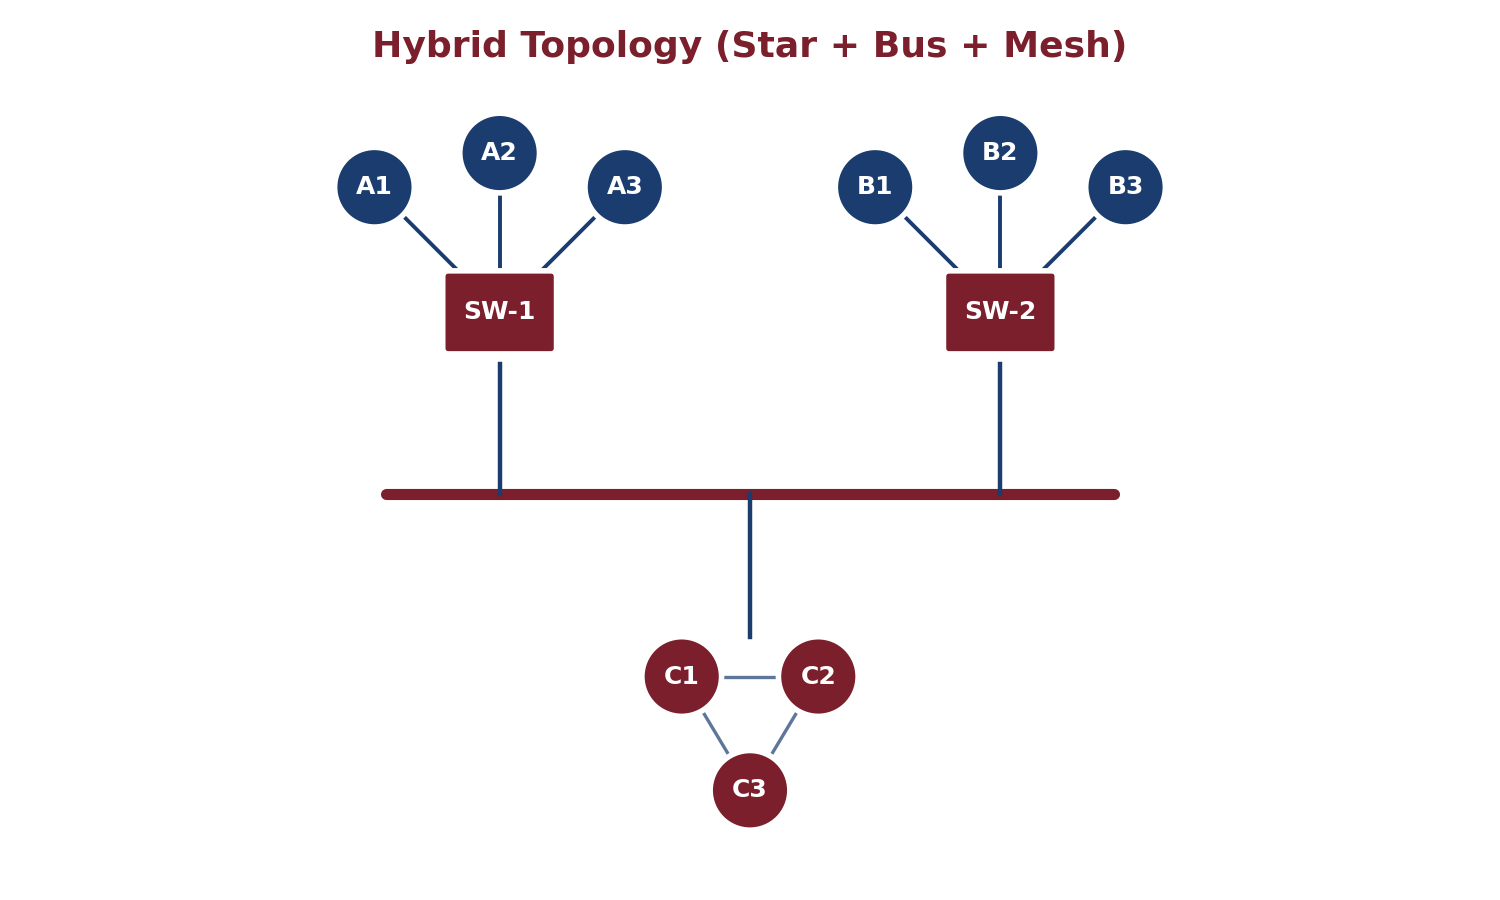 Hybrid Topology (Star + Bus + Mesh)
A1
A2
A3
B1
B2
B3
SW-1
SW-2
C1
C2
C3